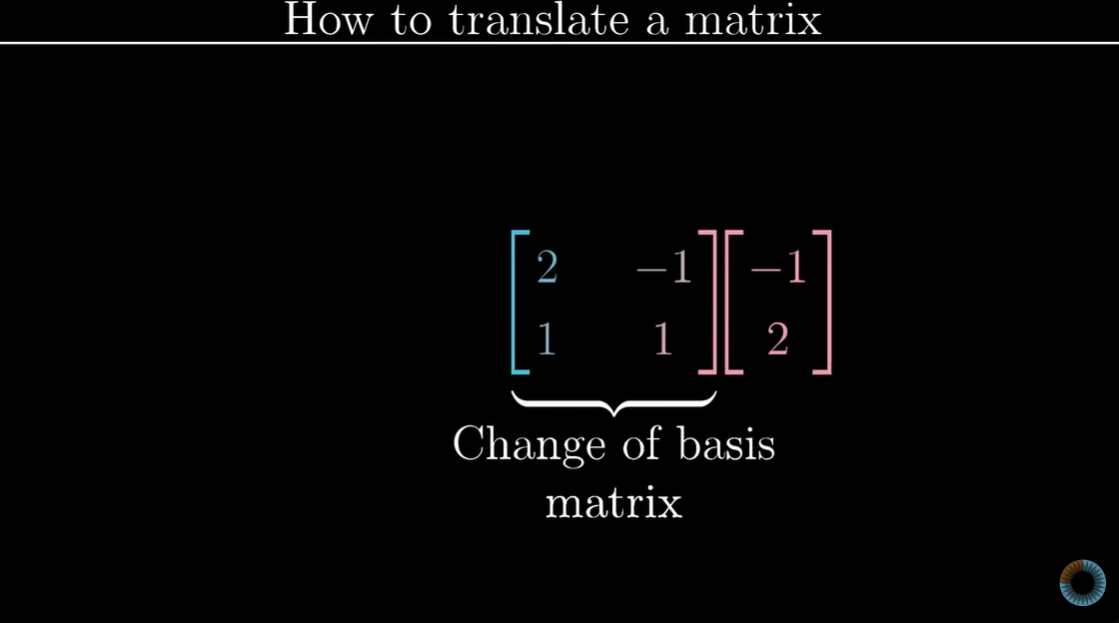 How to translate a matrix
2 −1 −1
1 1 2
Change of basis
matrix